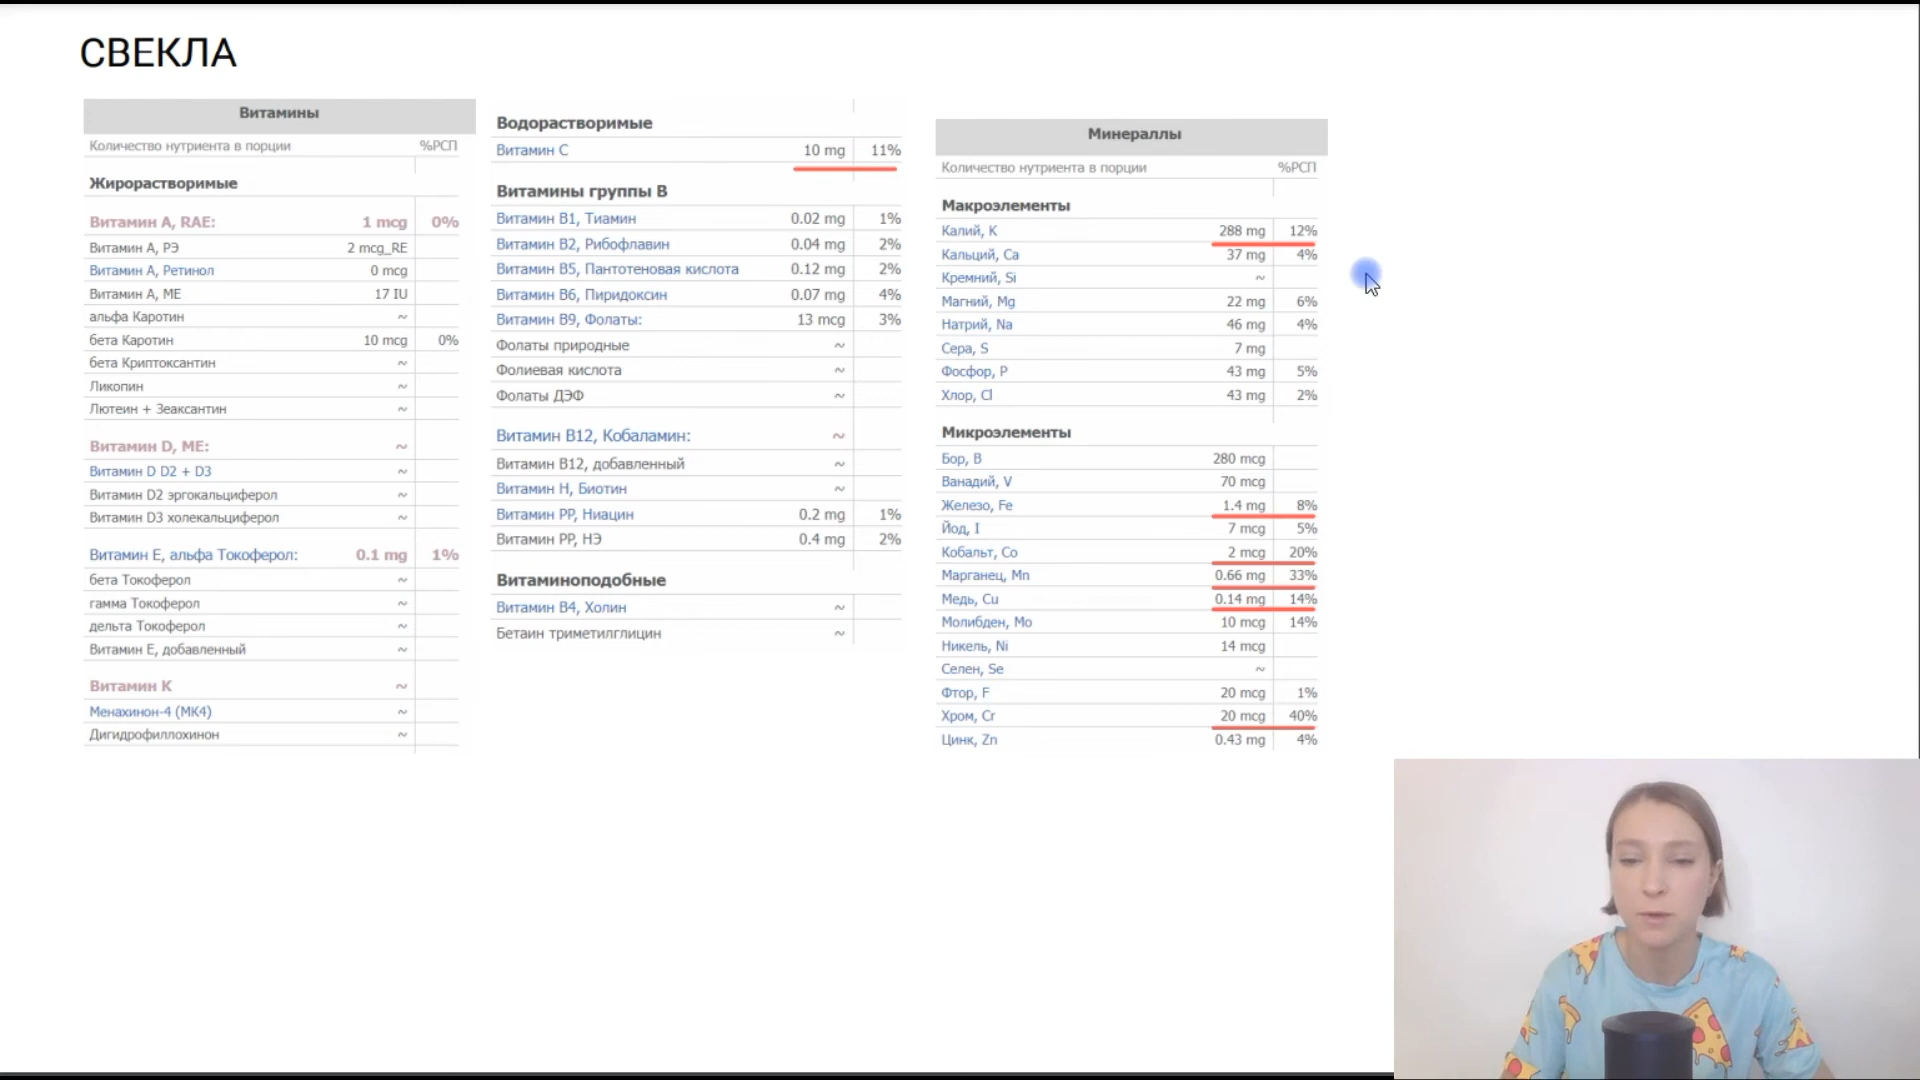 СВЕКЛА
Витамины
Количество нутриента в порции %РСП
Жирорастворимые
Витамин А, RAE: 1 mcg 0%
Витамин А, РЭ 2 mcg_RE
Витамин А, Ретинол 0 mcg
Витамин А, МЕ 17 IU
альфа Каротин ~
бета Каротин 10 mcg 0%
бета Криптоксантин ~
Ликопин ~
Лютеин + Зеаксантин ~
Витамин D, МЕ: ~
Витамин D D2 + D3 ~
Витамин D2 эргокальциферол ~
Витамин D3 холекальциферол ~
Витамин Е, альфа Токоферол: 0.1 mg 1%
бета Токоферол ~
гамма Токоферол ~
дельта Токоферол ~
Витамин Е, добавленный ~
Витамин К ~
Менахинон-4 (МК4) ~
Дигидрофиллохинон ~
Водорастворимые
Витамин С 10 mg 11%
Витамины группы В
Витамин В1, Тиамин 0.02 mg 1%
Витамин В2, Рибофлавин 0.04 mg 2%
Витамин В5, Пантотеновая кислота 0.12 mg 2%
Витамин В6, Пиридоксин 0.07 mg 4%
Витамин В9, Фолаты: 13 mcg 3%
Фолаты природные ~
Фолиевая кислота ~
Фолаты ДЭФ ~
Витамин В12, Кобаламин: ~
Витамин В12, добавленный ~
Витамин Н, Биотин ~
Витамин РР, Ниацин 0.2 mg 1%
Витамин РР, НЭ 0.4 mg 2%
Витаминоподобные
Витамин В4, Холин ~
Бетаин триметилглицин ~
Минераллы
Количество нутриента в порции %РСП
Макроэлементы
Калий, K 288 mg 12%
Кальций, Ca 37 mg 4%
Кремний, Si ~
Магний, Mg 22 mg 6%
Натрий, Na 46 mg 4%
Сера, S 7 mg
Фосфор, P 43 mg 5%
Хлор, Cl 43 mg 2%
Микроэлементы
Бор, B 280 mcg
Ванадий, V 70 mcg
Железо, Fe 1.4 mg 8%
Йод, I 7 mcg 5%
Кобальт, Co 2 mcg 20%
Марганец, Mn 0.66 mg 33%
Медь, Cu 0.14 mg 14%
Молибден, Mo 10 mcg 14%
Никель, Ni 14 mcg
Селен, Se ~
Фтор, F 20 mcg 1%
Хром, Cr 20 mcg 40%
Цинк, Zn 0.43 mg 4%